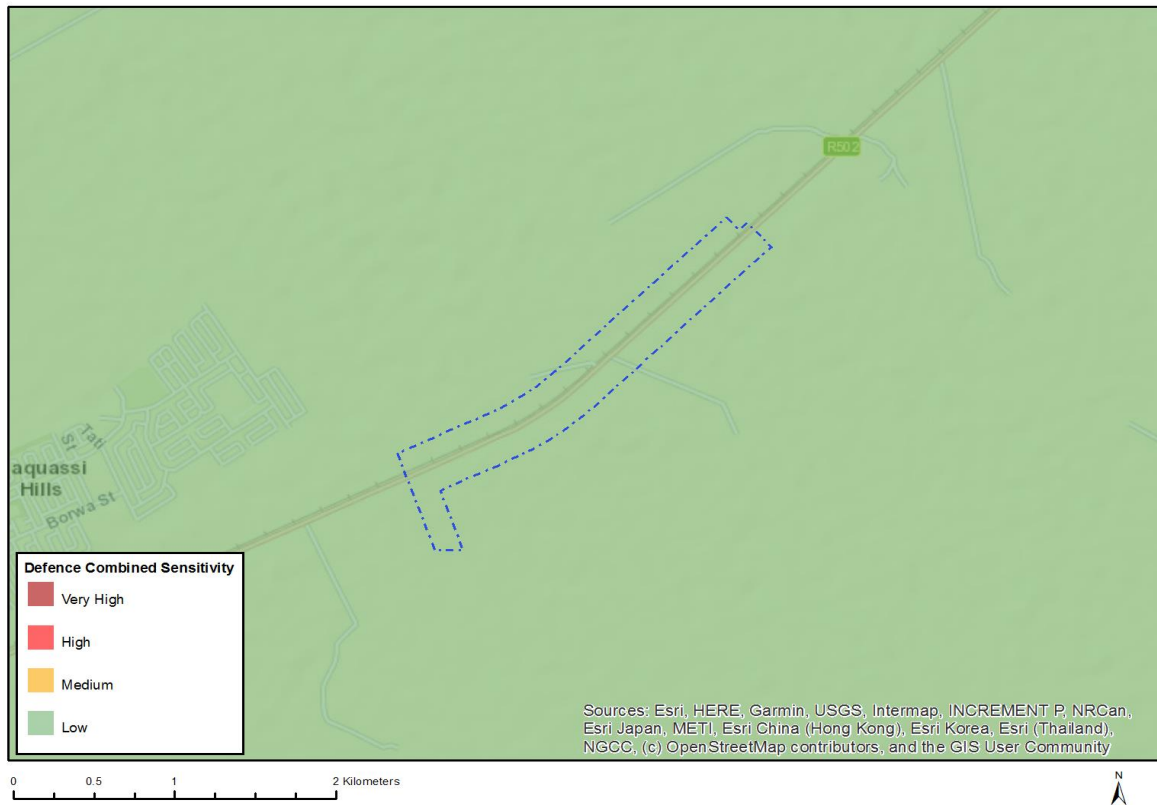 R502
Tati
St
aquassi
Hills
Borwa St
Defence Combined Sensitivity
Very High
High
Medium
Low
Sources: Esri, HERE, Garmin, USGS, Intermap, INCREMENT P, NRCan,
Esri Japan, METI, Esri China (Hong Kong), Esri Korea, Esri (Thailand),
NGCC, (c) OpenStreetMap contributors, and the GIS User Community
0 0.5 1 2 Kilometers
N